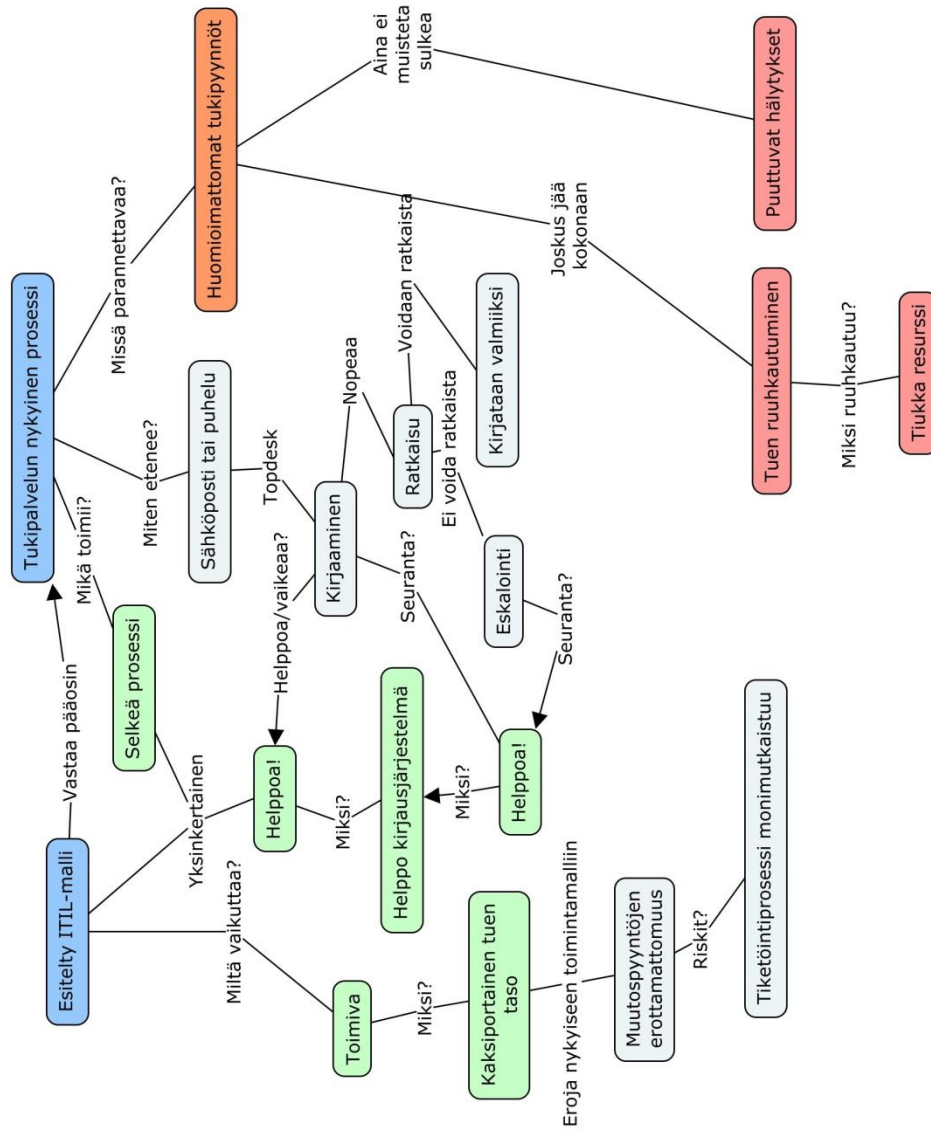 Esitelty ITIL-malli
Vastaa pääosin
Tukipalvelun nykyinen prosessi
Mikä toimii?
Miten etenee?
Missä parannettavaa?
Selkeä prosessi
Yksinkertainen
Miltä vaikuttaa?
Sähköposti tai puhelu
Huomioimattomat tukipyynnöt
Topdesk
Helppoa!
Helppoa/vaikeaa?
Kirjaaminen
Nopeaa
Miksi?
Toimiva
Miksi?
Helppo kirjausjärjestelmä
Seuranta?
Ratkaisu
Voidaan ratkaista
Ei voida ratkaista
Aina ei
muisteta
sulkea
Kaksiportainen tuen
taso
Miksi?
Helppoa!
Eskalointi
Kirjataan valmiiksi
Seuranta?
Joskus jää
kokonaan
Eroja nykyiseen toimintamalliin
Muutospyyntöjen
erottamattomuus
Riskit?
Tiketöintiprosessi monimutkaistuu
Tuen ruuhkautuminen
Puuttuvat hälytykset
Miksi ruuhkautuu?
Tiukka resurssi